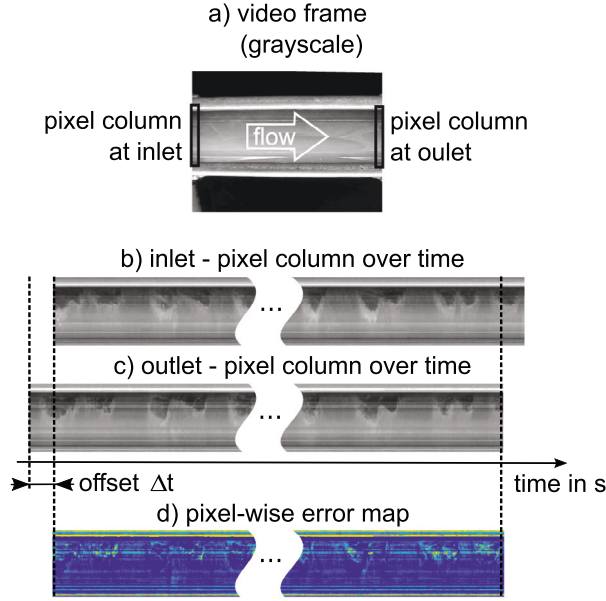 a) video frame
(grayscale)
pixel column
at inlet
flow
pixel column
at oulet
b) inlet - pixel column over time
...
c) outlet - pixel column over time
...
offset Δt
time in s
d) pixel-wise error map
...